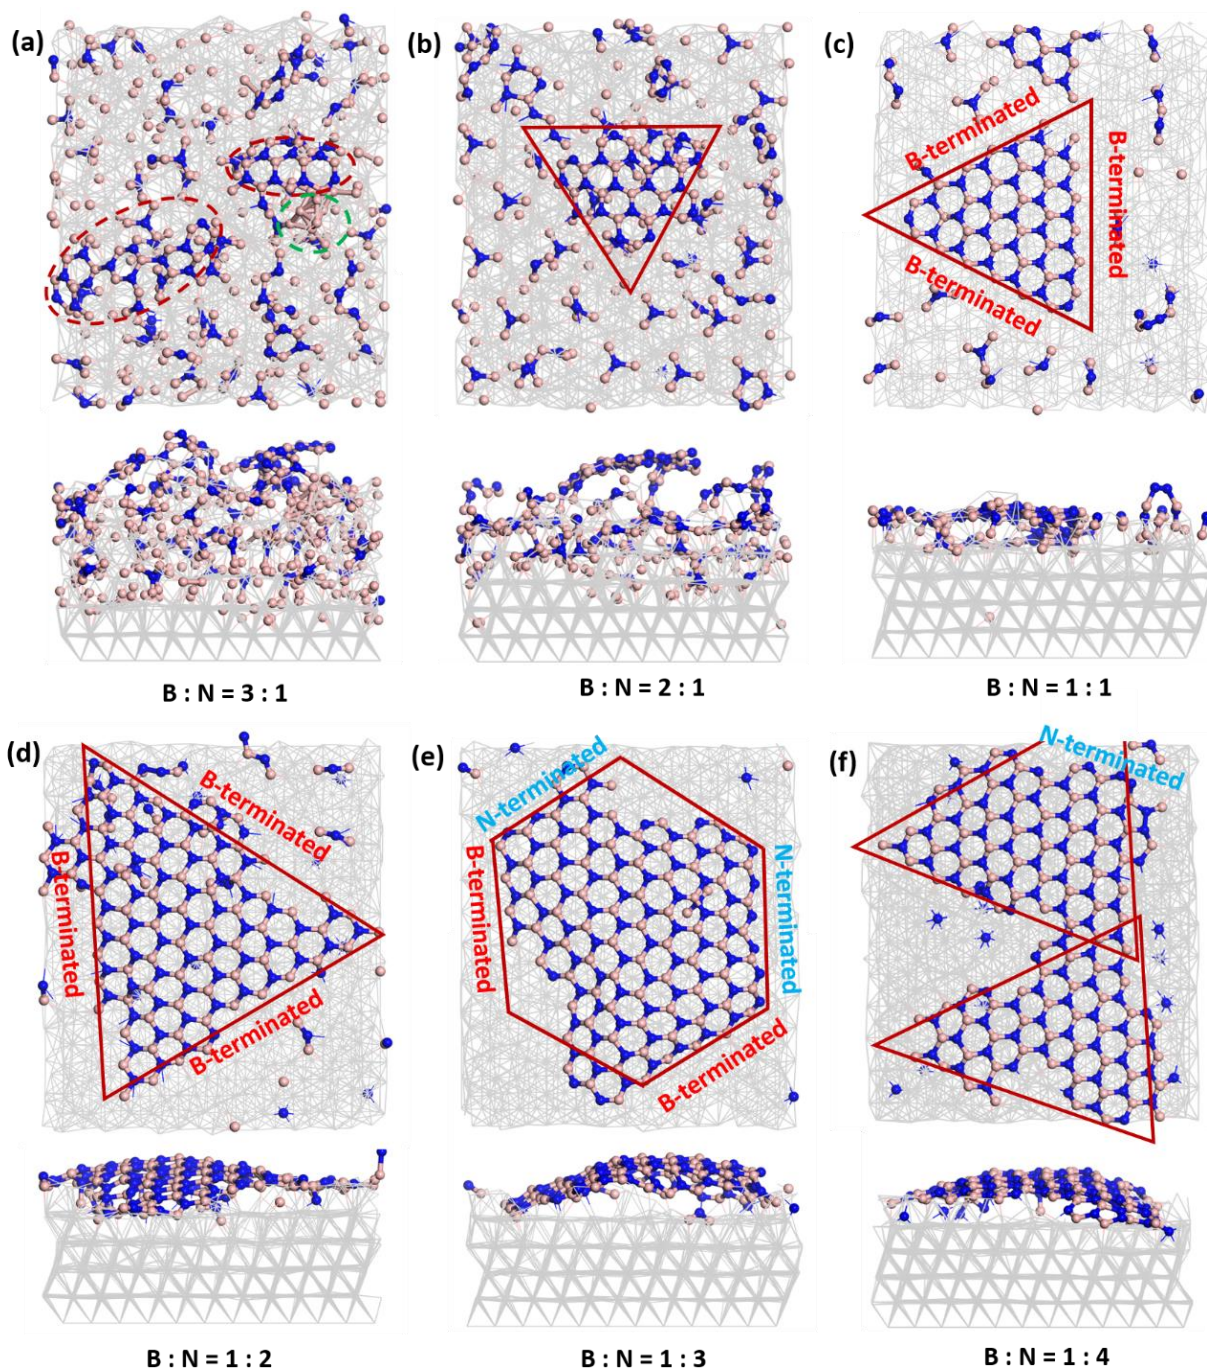 (a)
(b)
(c)
B-terminated
B-terminated
B-terminated
B : N = 3 : 1
B : N = 2 : 1
B : N = 1 : 1
(d)
B-terminated
B-terminated
B-terminated
(e)
N-terminated
B-terminated
N-terminated
B-terminated
(f)
N-terminated
B : N = 1 : 2
B : N = 1 : 3
B : N = 1 : 4